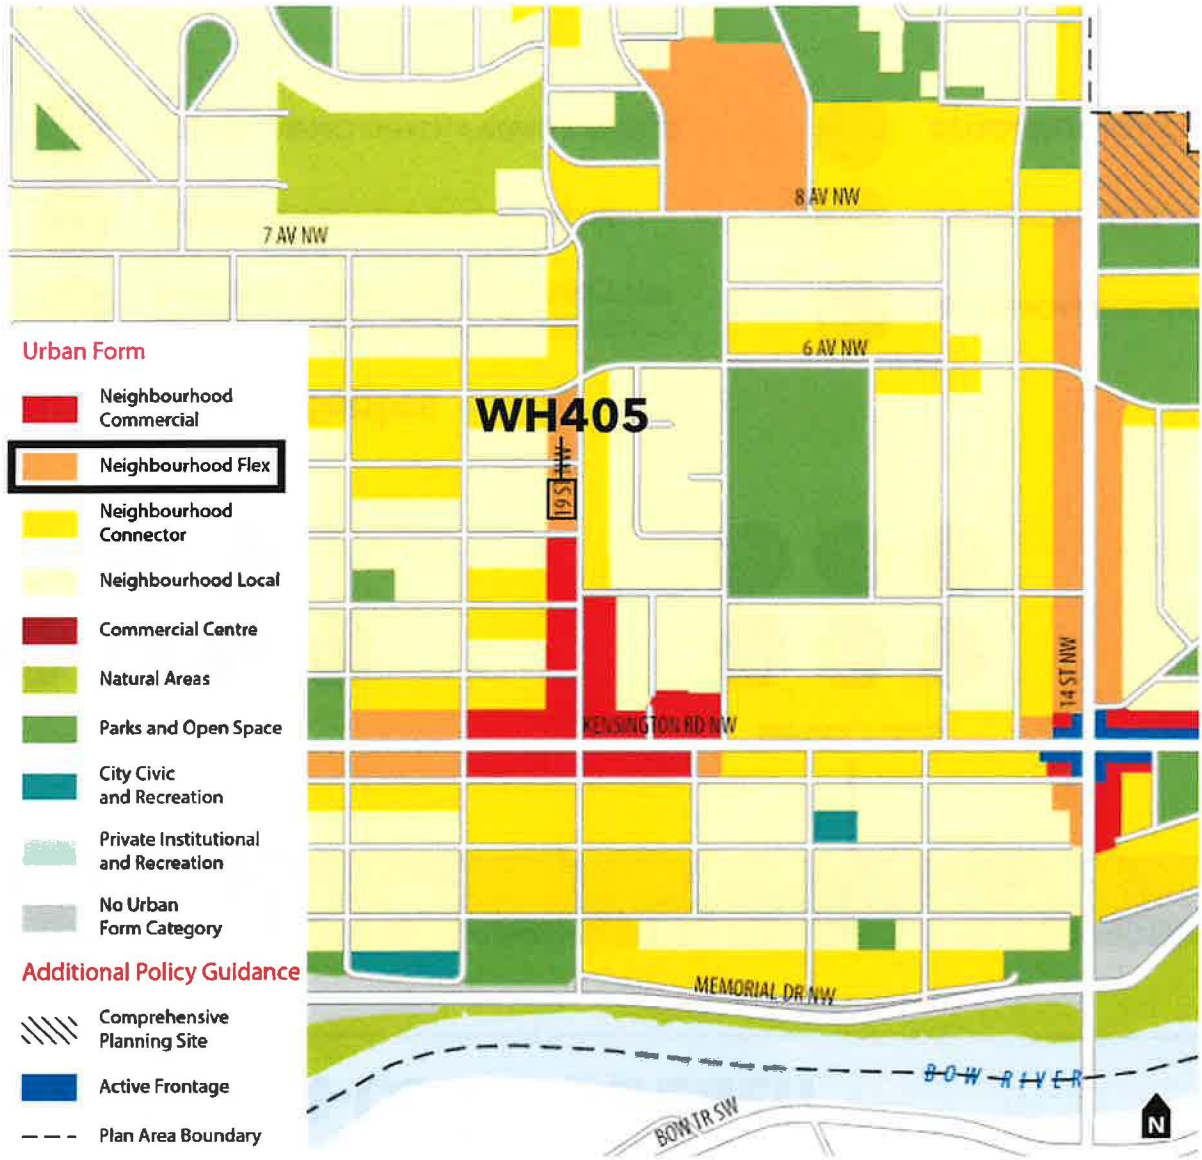 8 AV NW
7 AV NW
6 AV NW
WH405
19 ST NW
14 ST NW
KENSINGTON RD NW
MEMORIAL DR NW
BOW RIVER
BOW TR SW
N
Urban Form
Neighbourhood
Commercial
Neighbourhood Flex
Neighbourhood
Connector
Neighbourhood Local
Commercial Centre
Natural Areas
Parks and Open Space
City Civic
and Recreation
Private Institutional
and Recreation
No Urban
Form Category
Additional Policy Guidance
Comprehensive
Planning Site
Active Frontage
Plan Area Boundary